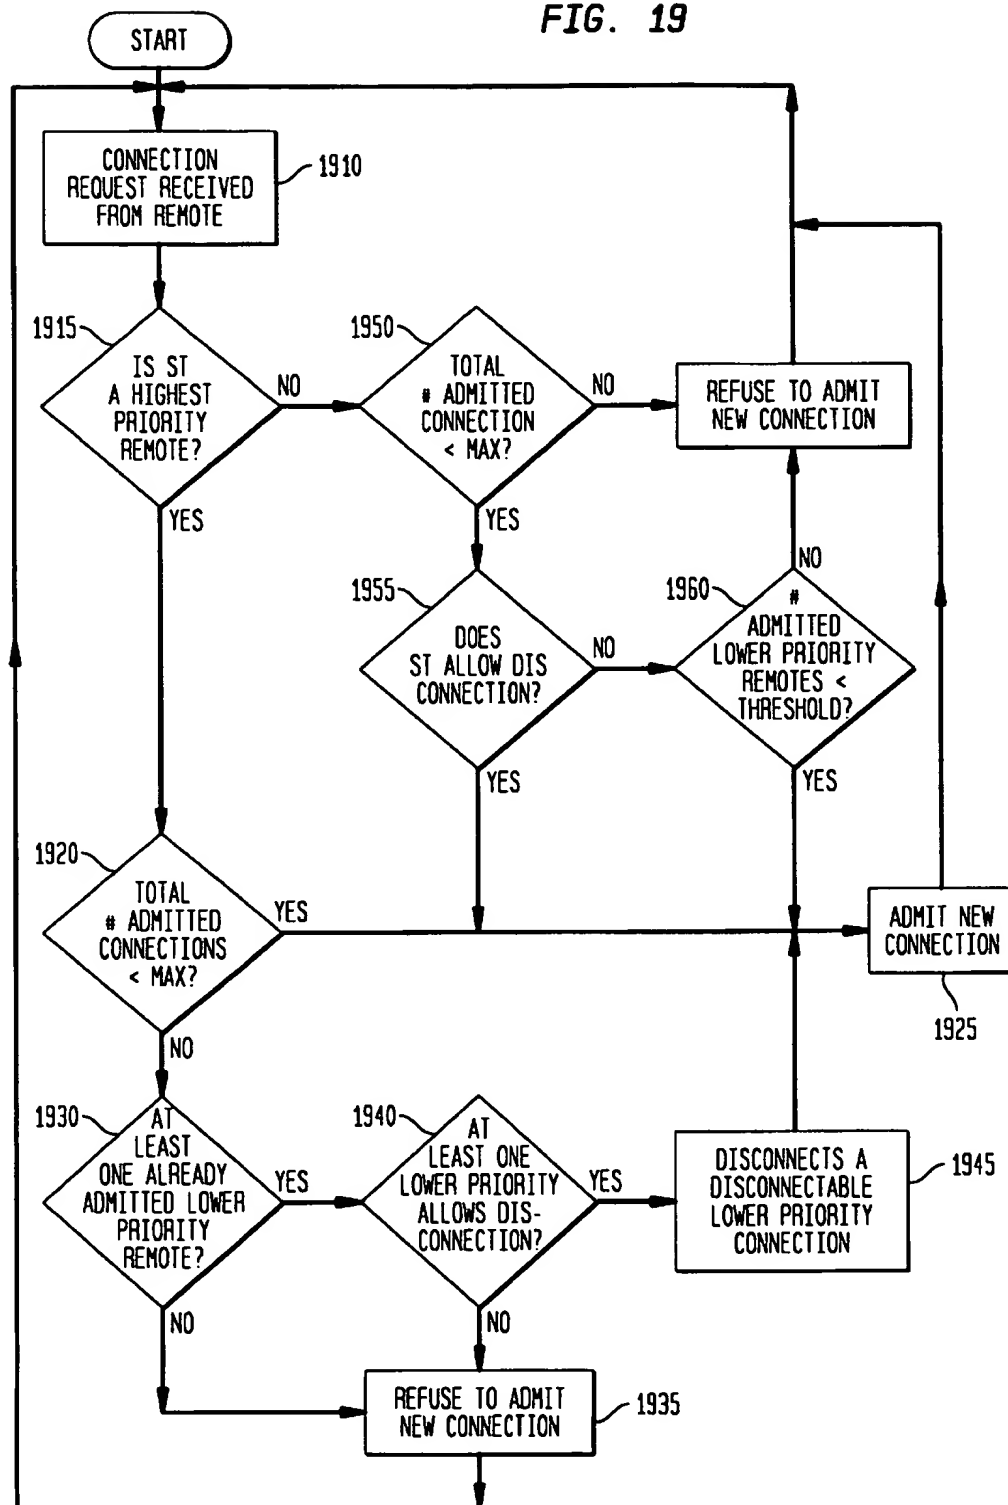 FIG. 19
START
CONNECTION
REQUEST RECEIVED
FROM REMOTE
1910
1915
IS ST
A HIGHEST
PRIORITY
REMOTE?
NO
YES
1950
TOTAL
# ADMITTED
CONNECTION
< MAX?
NO
YES
REFUSE TO ADMIT
NEW CONNECTION
1955
DOES
ST ALLOW DIS
CONNECTION?
NO
YES
1960
NO
#
ADMITTED
LOWER PRIORITY
REMOTES <
THRESHOLD?
YES
1920
TOTAL
# ADMITTED
CONNECTIONS
< MAX?
YES
NO
ADMIT NEW
CONNECTION
1925
1930
AT
LEAST
ONE ALREADY
ADMITTED LOWER
PRIORITY
REMOTE?
YES
NO
1940
AT
LEAST ONE
LOWER PRIORITY
ALLOWS DIS-
CONNECTION?
YES
NO
DISCONNECTS A
DISCONNECTABLE
LOWER PRIORITY
CONNECTION
1945
REFUSE TO ADMIT
NEW CONNECTION
1935